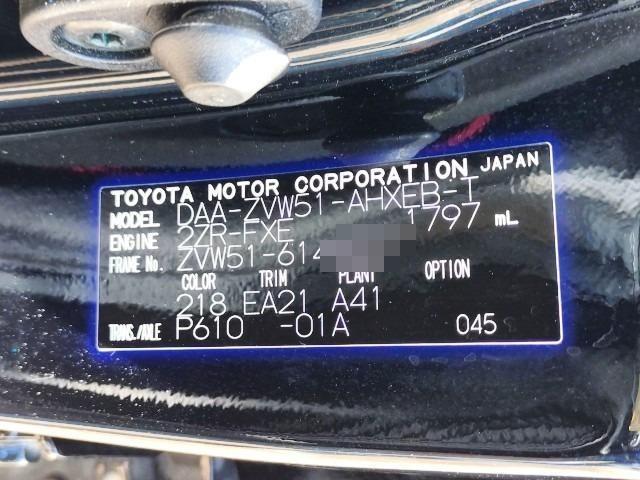 TOYOTA MOTOR CORPORATION JAPAN
MODEL DAA-ZVW51-AHXEB-T
ENGINE 2ZR-FXE 1797 mL
FRAME No. ZVW51-614
COLOR TRIM PLANT OPTION
218 EA21 A41
TRANS./AXLE P610 -01A 045